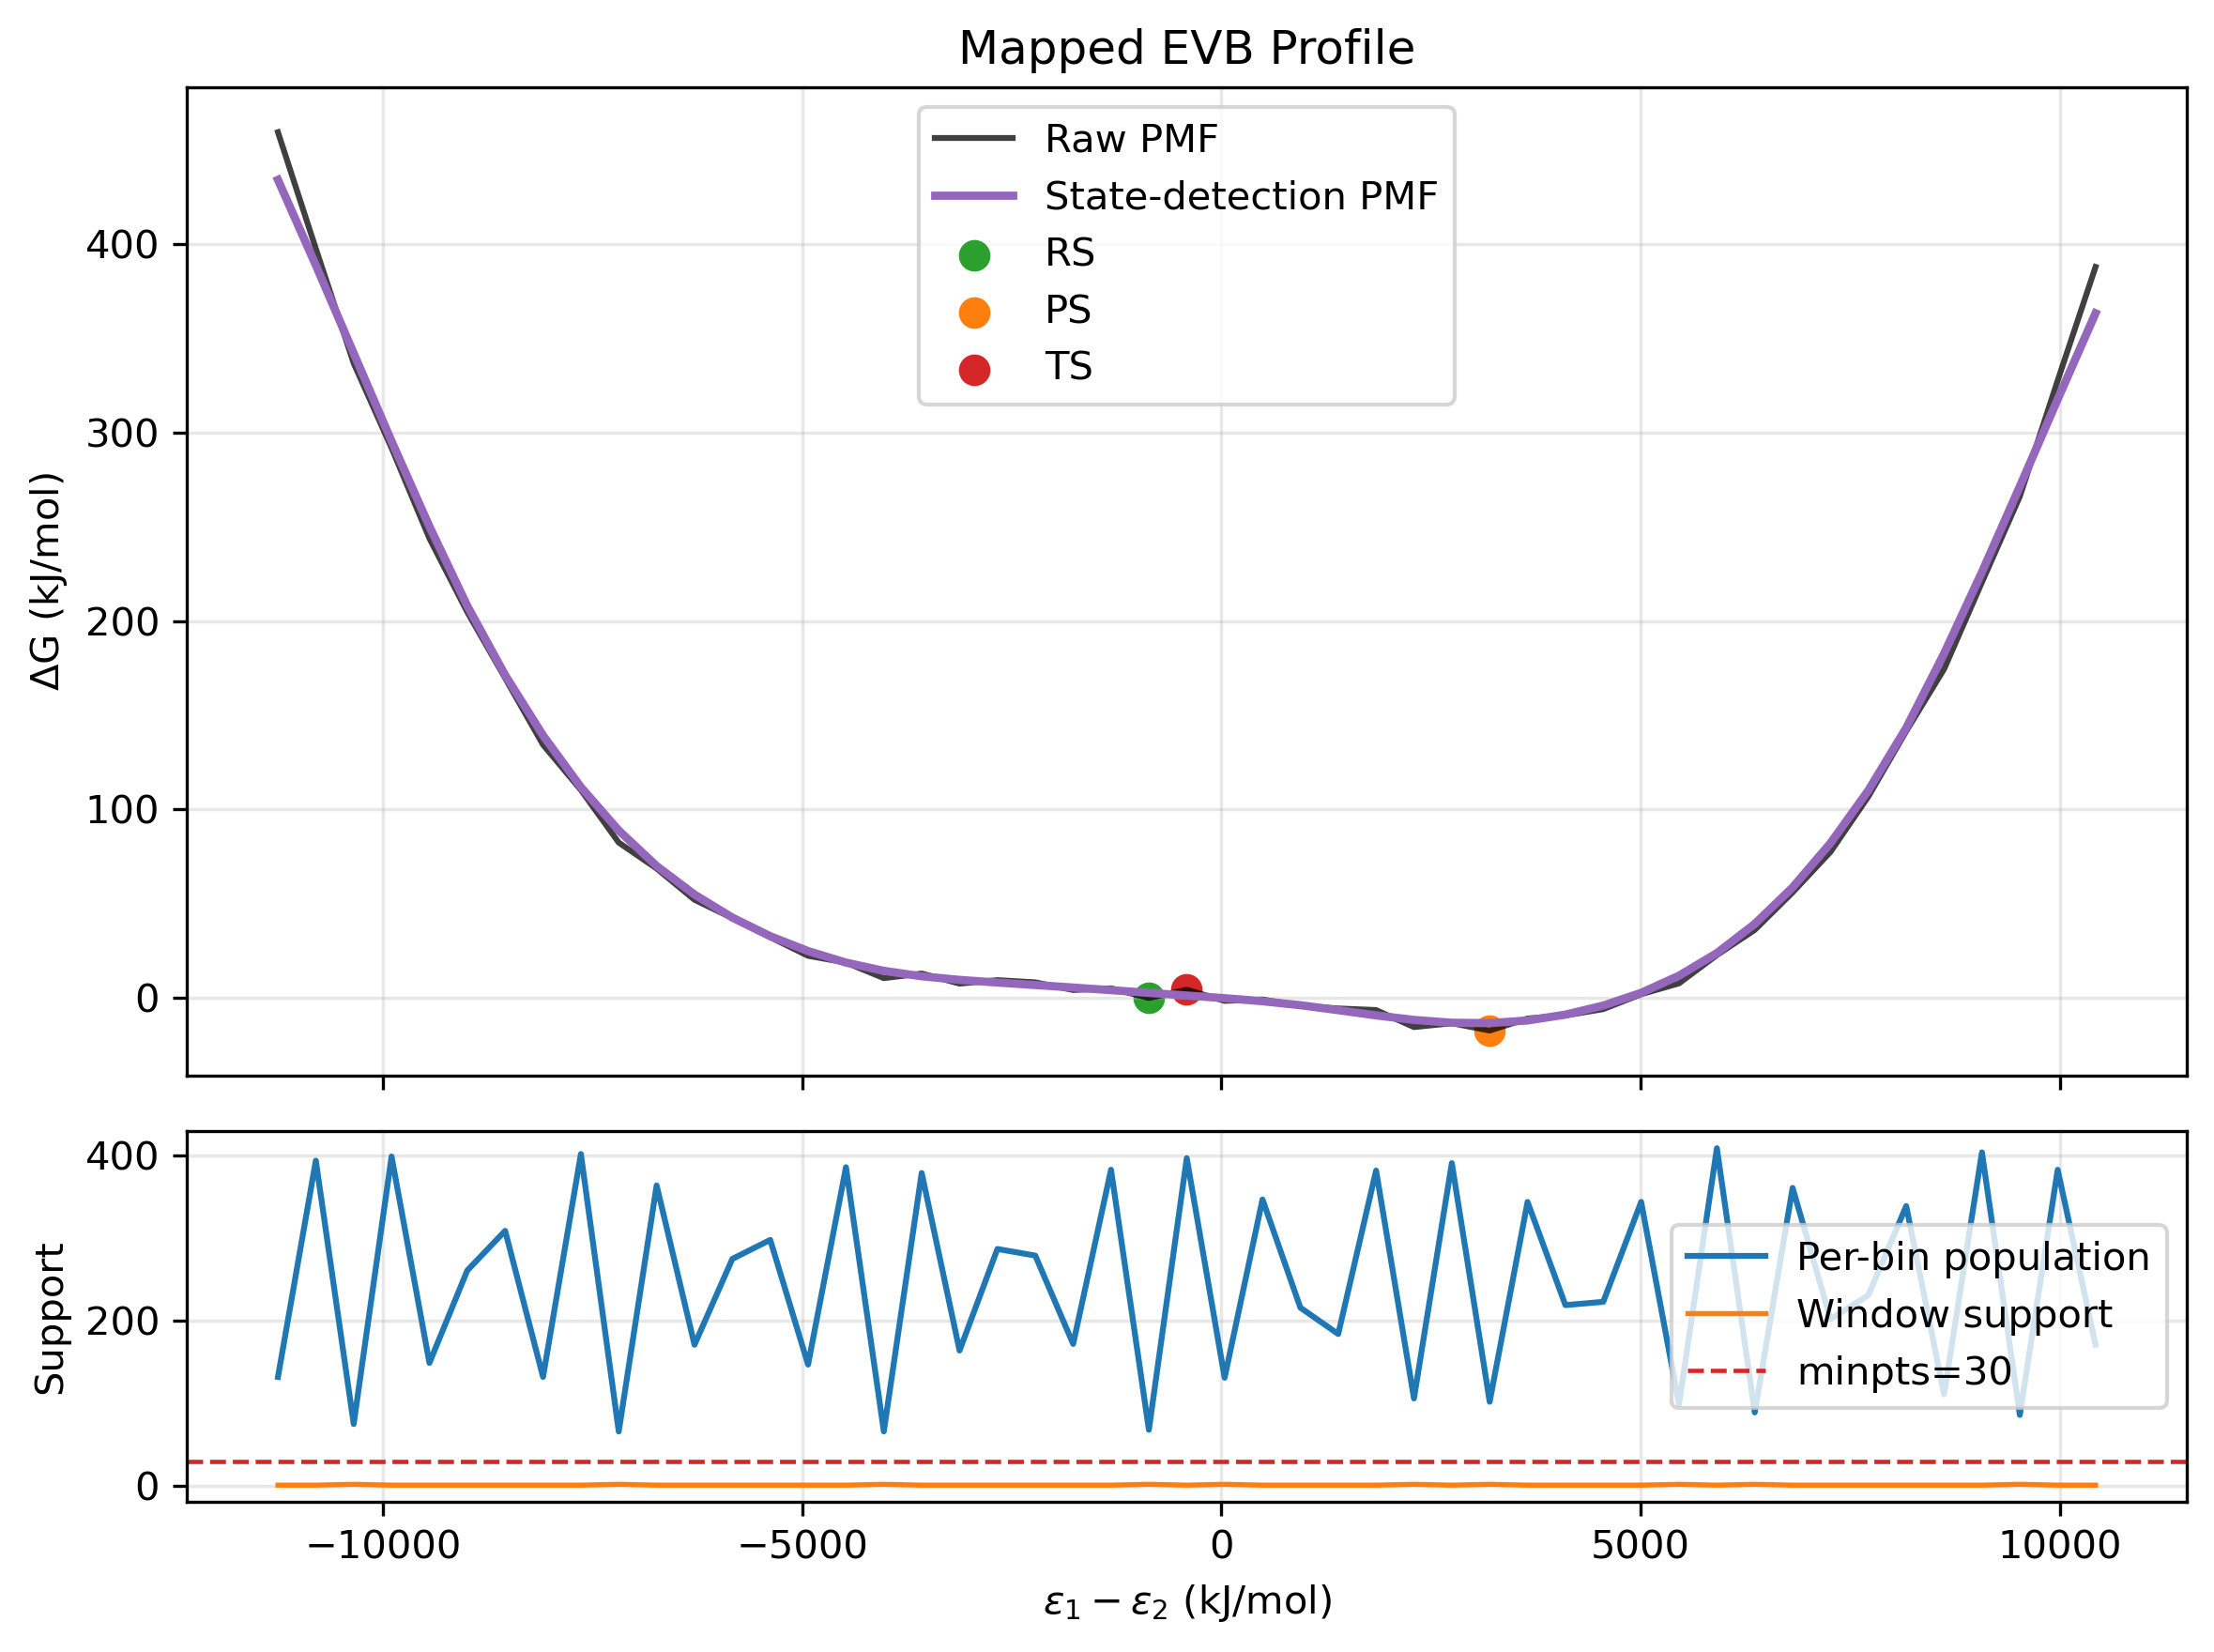 Mapped EVB Profile
Raw PMF
State-detection PMF
RS
PS
TS
ΔG (kJ/mol)
400
300
200
100
0
Support
400
200
0
Per-bin population
Window support
minpts=30
−10000
−5000
0
5000
10000
ε₁ − ε₂ (kJ/mol)